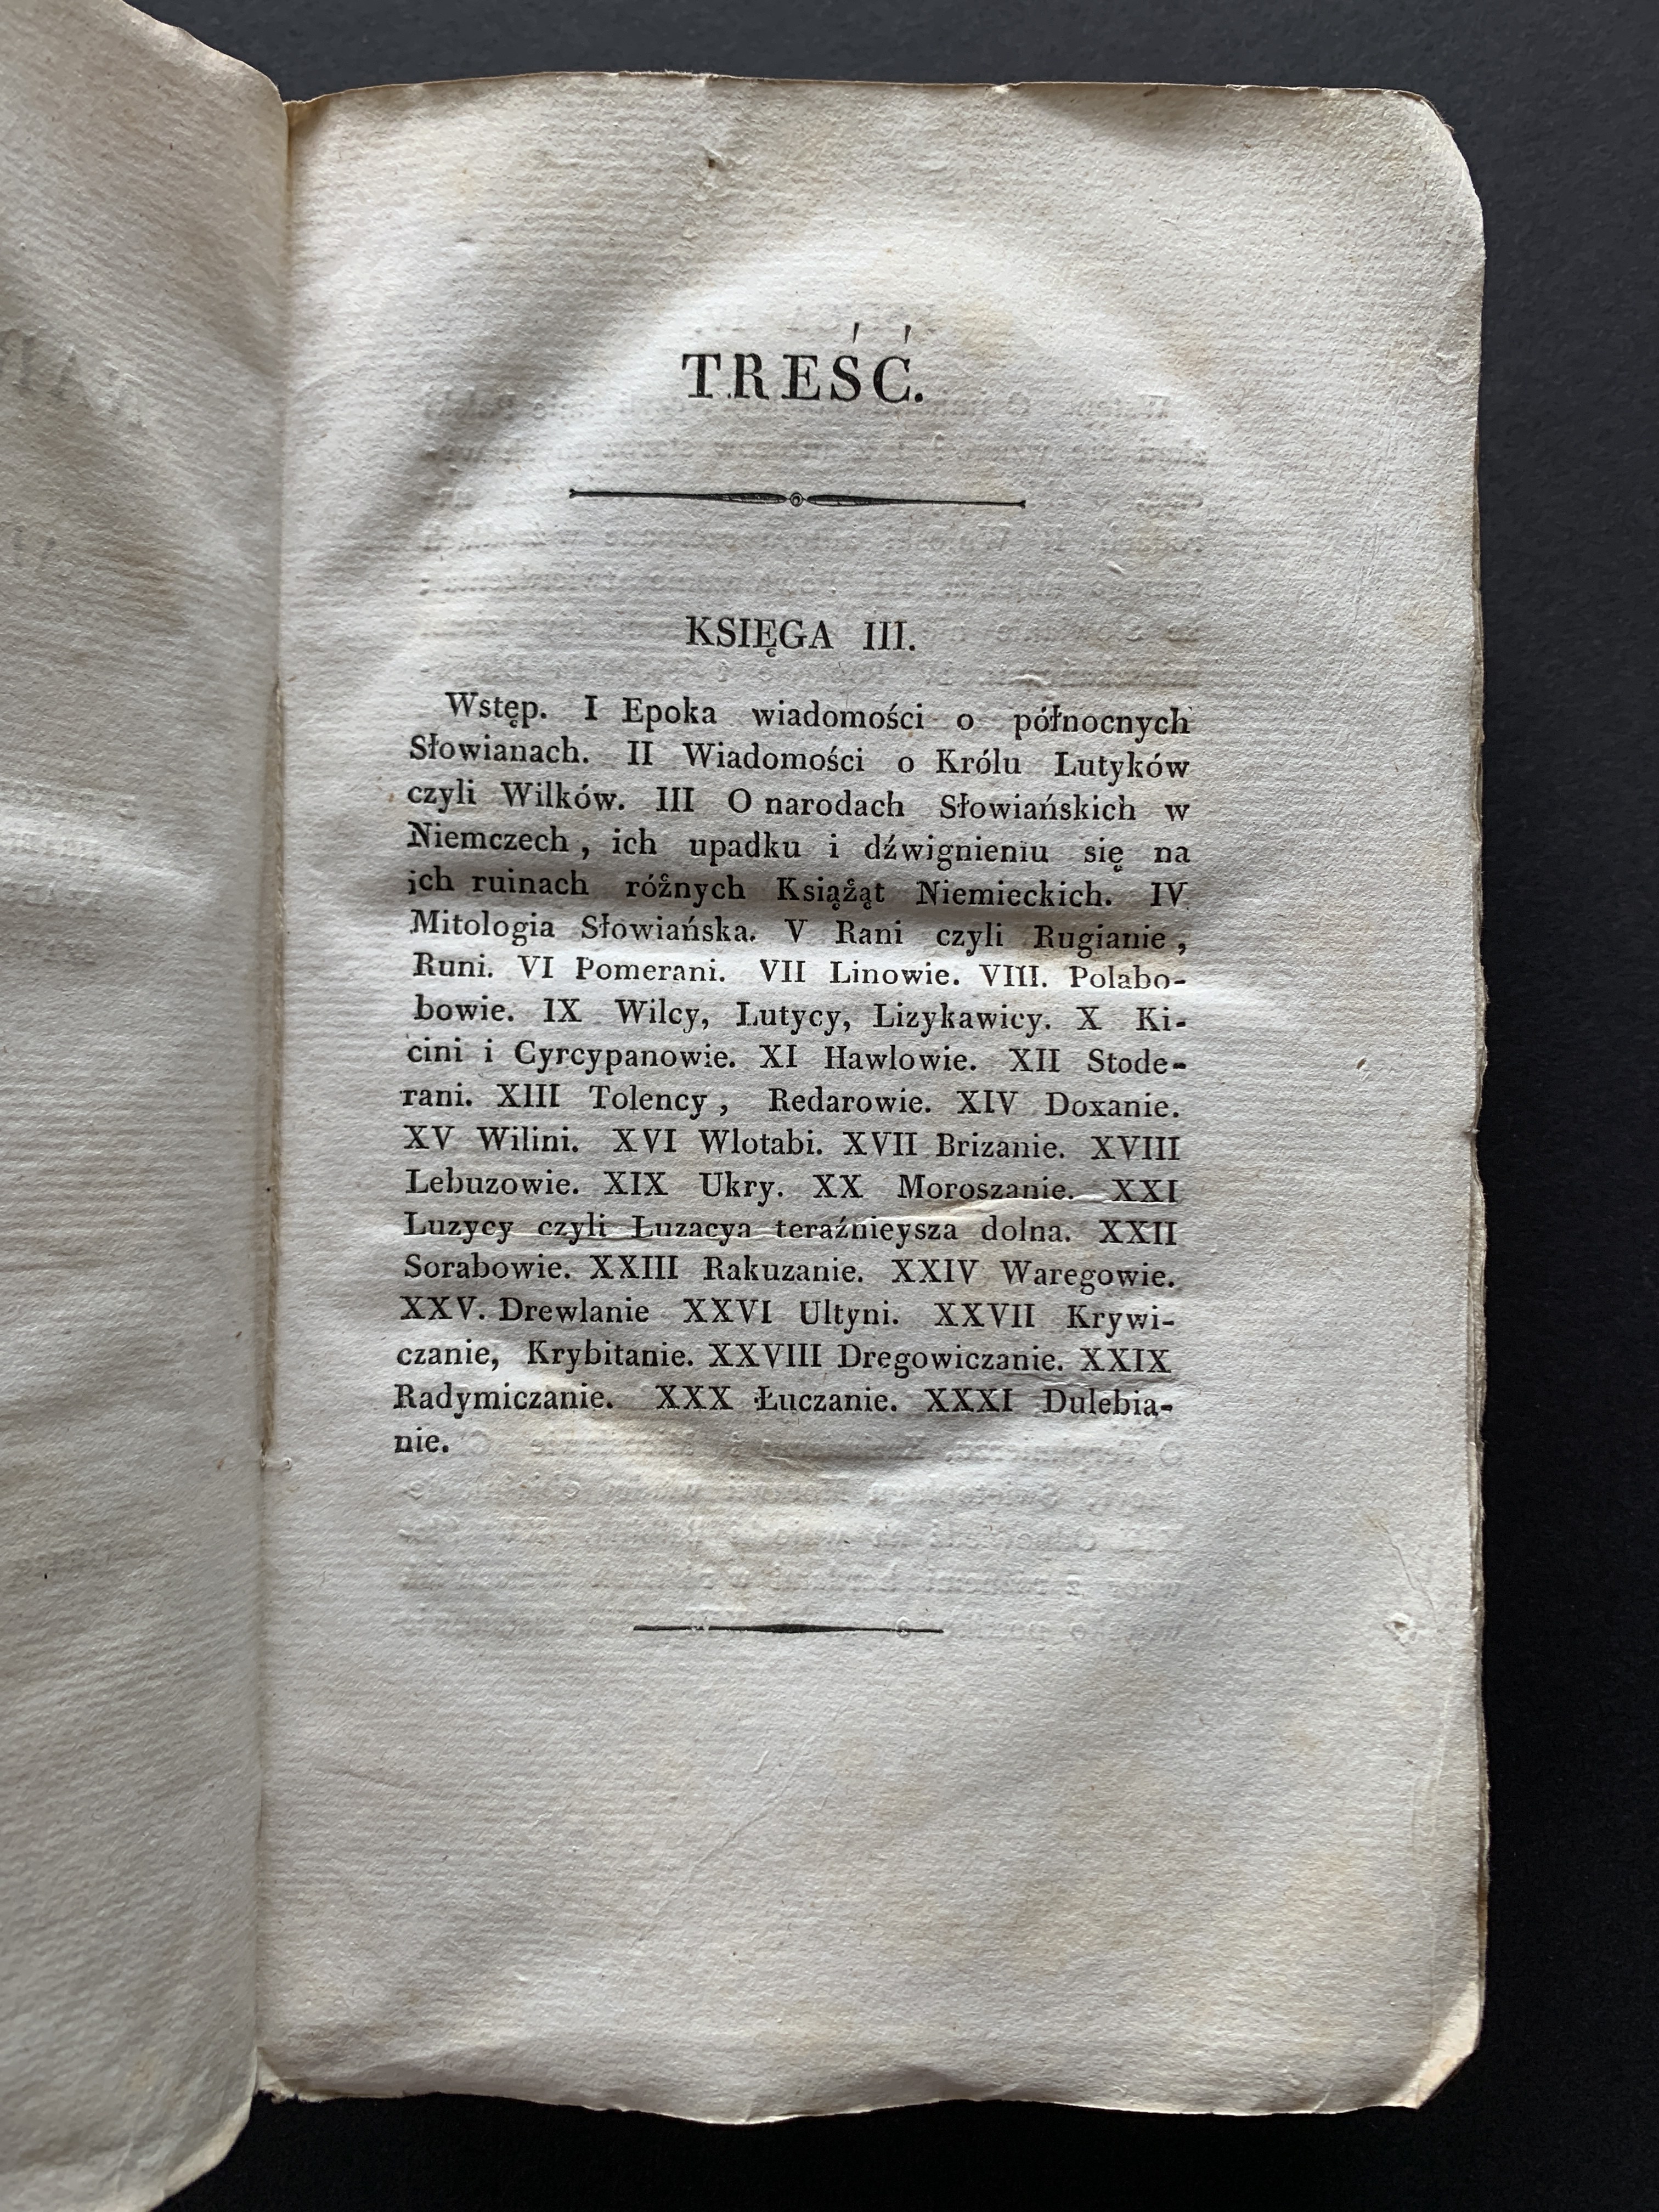 TREŚĆ.
KSIĘGA III.
Wstęp. I Epoka wiadomości o północnych
Słowianach. II Wiadomości o Królu Lutyków
czyli Wilków. III O narodach Słowiańskich w
Niemczech, ich upadku i dźwignieniu się na
ich ruinach różnych Książąt Niemieckich. IV
Mitologia Słowiańska. V Rani czyli Rugianie,
Runi. VI Pomerani. VII Linowie. VIII. Polabo-
bowie. IX Wilcy, Lutycy, Lizykawicy. X Ki-
cini i Cyrcypanowie. XI Hawlowie. XII Stode-
rani. XIII Tolency, Redarowie. XIV Doxanie.
XV Wilini. XVI Wlotabi. XVII Brizanie. XVIII
Lebuzowie. XIX Ukry. XX Moroszanie. XXI
Luzycy czyli Łuzacya teraźnieysza dolna. XXII
Sorabowie. XXIII Rakuzanie. XXIV Waregowie.
XXV. Drewlanie XXVI Ultyni. XXVII Krywi-
czanie, Krybitanie. XXVIII Dregowiczanie. XXIX
Radymiczanie. XXX Łuczanie. XXXI Dulebia-
nie.